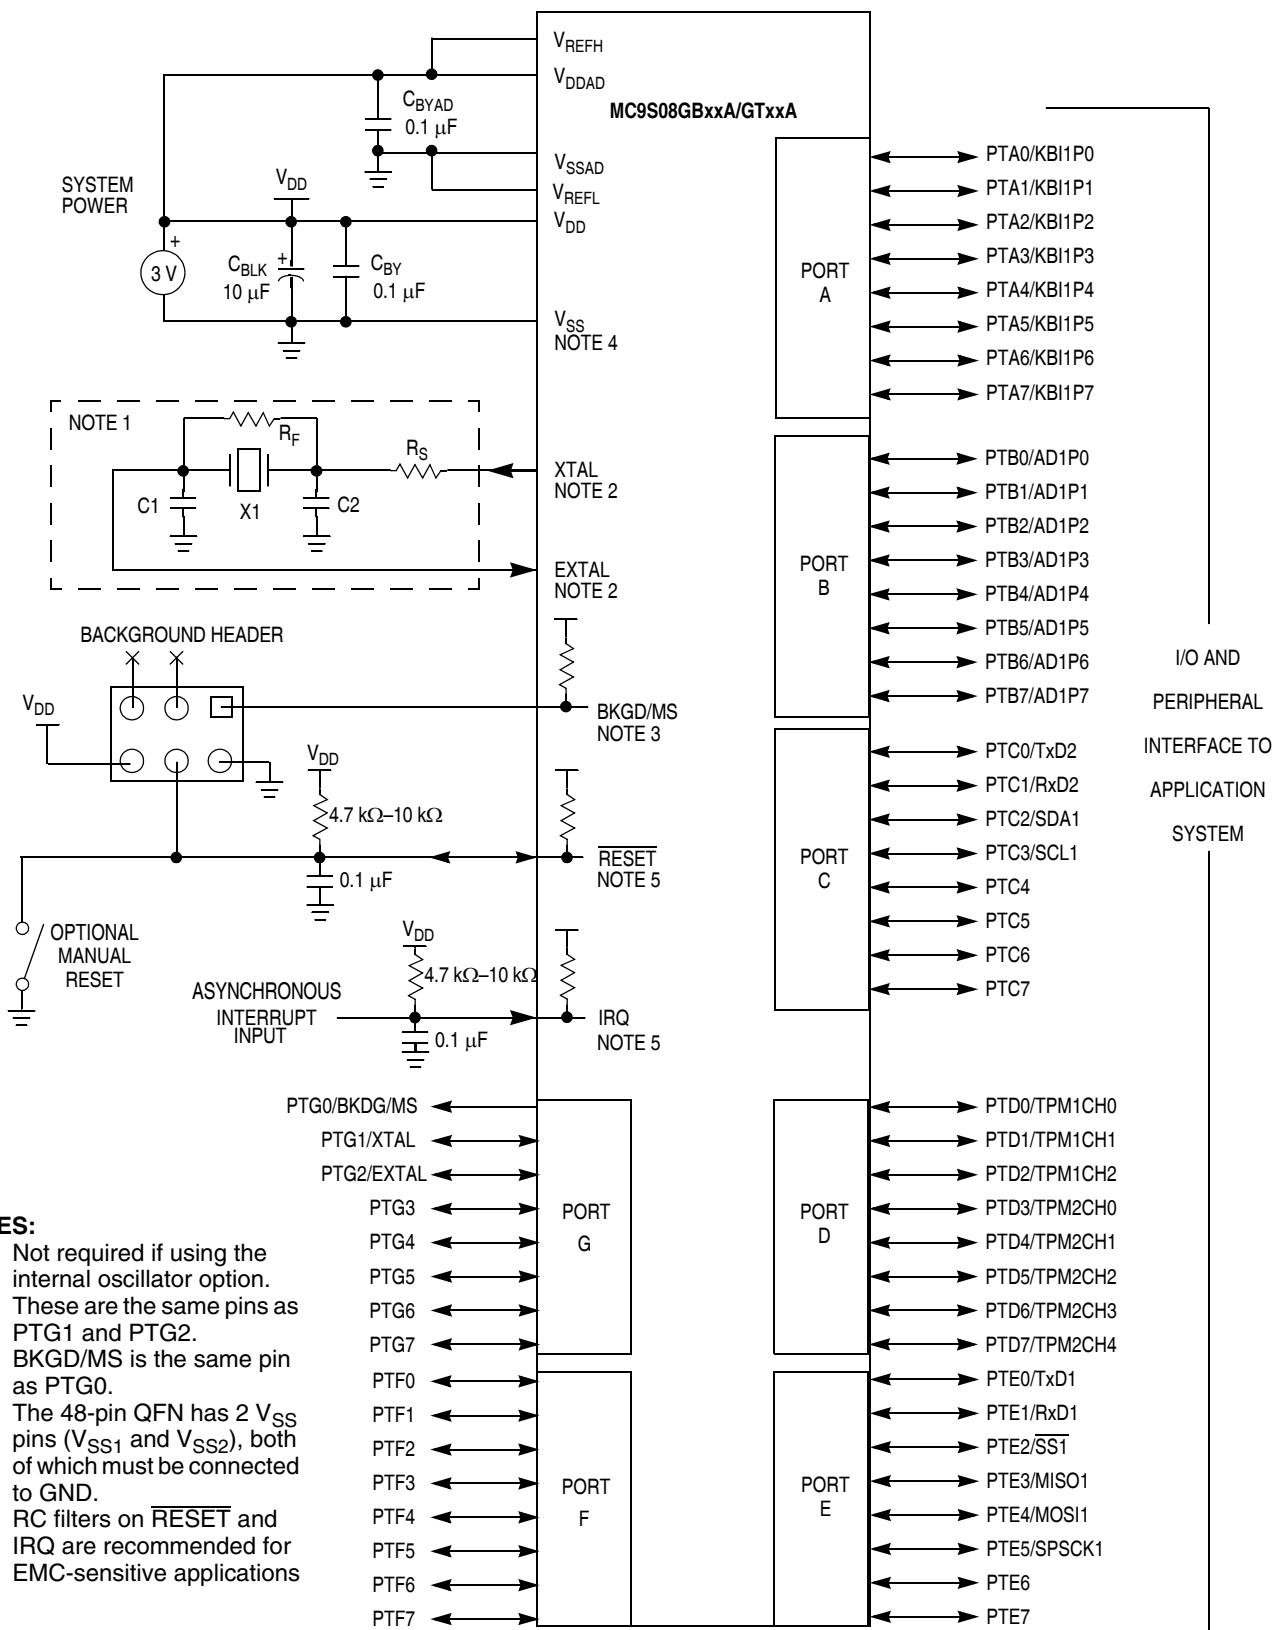 VREFH
VDDAD
CBYAD
0.1 µF
MC9S08GBxxA/GTxxA
VSSAD
VREFL
VDD
SYSTEM
POWER
VDD
+
3 V
CBLK
+
10 µF
CBY
0.1 µF
VSS
NOTE 4
NOTE 1
RF
RS
C1
X1
C2
XTAL
NOTE 2
EXTAL
NOTE 2
BACKGROUND HEADER
VDD
BKGD/MS
NOTE 3
VDD
4.7 kΩ–10 kΩ
0.1 µF
RESET
NOTE 5
OPTIONAL
MANUAL
RESET
VDD
4.7 kΩ–10 kΩ
ASYNCHRONOUS
INTERRUPT
INPUT
0.1 µF
IRQ
NOTE 5
PORT
A
PTA0/KBI1P0
PTA1/KBI1P1
PTA2/KBI1P2
PTA3/KBI1P3
PTA4/KBI1P4
PTA5/KBI1P5
PTA6/KBI1P6
PTA7/KBI1P7
PORT
B
PTB0/AD1P0
PTB1/AD1P1
PTB2/AD1P2
PTB3/AD1P3
PTB4/AD1P4
PTB5/AD1P5
PTB6/AD1P6
PTB7/AD1P7
PORT
C
PTC0/TxD2
PTC1/RxD2
PTC2/SDA1
PTC3/SCL1
PTC4
PTC5
PTC6
PTC7
I/O AND
PERIPHERAL
INTERFACE TO
APPLICATION
SYSTEM
PTG0/BKDG/MS
PTG1/XTAL
PTG2/EXTAL
PTG3
PTG4
PTG5
PTG6
PTG7
PORT
G
PORT
D
PTD0/TPM1CH0
PTD1/TPM1CH1
PTD2/TPM1CH2
PTD3/TPM2CH0
PTD4/TPM2CH1
PTD5/TPM2CH2
PTD6/TPM2CH3
PTD7/TPM2CH4
PTF0
PTF1
PTF2
PTF3
PTF4
PTF5
PTF6
PTF7
PORT
F
PORT
E
PTE0/TxD1
PTE1/RxD1
PTE2/SS1
PTE3/MISO1
PTE4/MOSI1
PTE5/SPSCK1
PTE6
PTE7
ES:
Not required if using the
internal oscillator option.
These are the same pins as
PTG1 and PTG2.
BKGD/MS is the same pin
as PTG0.
The 48-pin QFN has 2 VSS
pins (VSS1 and VSS2), both
of which must be connected
to GND.
RC filters on RESET and
IRQ are recommended for
EMC-sensitive applications